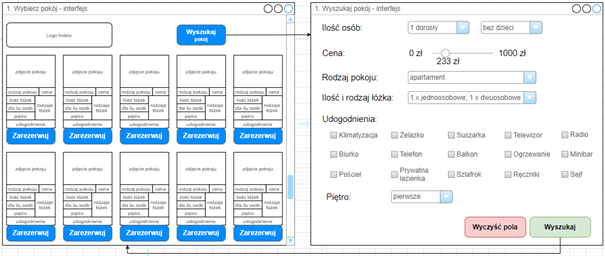 1. Wybierz pokój - interfejs
Logo hotelu
Wyszukaj
pokój
zdjęcie pokoju
zdjęcie pokoju
zdjęcie pokoju
zdjęcie pokoju
zdjęcie pokoju
rodzaj pokoju cena
rodzaj pokoju cena
rodzaj pokoju cena
rodzaj pokoju cena
rodzaj pokoju cena
ilość łóżek
dla ilu osób
piętro
rodzaje łóżek
ilość łóżek
dla ilu osób
piętro
rodzaje łóżek
ilość łóżek
dla ilu osób
piętro
rodzaje łóżek
ilość łóżek
dla ilu osób
piętro
rodzaje łóżek
ilość łóżek
dla ilu osób
piętro
rodzaje łóżek
udogodnienia
udogodnienia
udogodnienia
udogodnienia
udogodnienia
Zarezerwuj
Zarezerwuj
Zarezerwuj
Zarezerwuj
Zarezerwuj
zdjęcie pokoju
zdjęcie pokoju
zdjęcie pokoju
zdjęcie pokoju
zdjęcie pokoju
rodzaj pokoju cena
rodzaj pokoju cena
rodzaj pokoju cena
rodzaj pokoju cena
rodzaj pokoju cena
ilość łóżek
dla ilu osób
piętro
rodzaje łóżek
ilość łóżek
dla ilu osób
piętro
rodzaje łóżek
ilość łóżek
dla ilu osób
piętro
rodzaje łóżek
ilość łóżek
dla ilu osób
piętro
rodzaje łóżek
ilość łóżek
dla ilu osób
piętro
rodzaje łóżek
udogodnienia
udogodnienia
udogodnienia
udogodnienia
udogodnienia
Zarezerwuj
Zarezerwuj
Zarezerwuj
Zarezerwuj
Zarezerwuj
1. Wyszukaj pokój - interfejs
Ilość osób: 1 dorosły bez dzieci
Cena: 0 zł 1000 zł
233 zł
Rodzaj pokoju: apartament
Ilość i rodzaj łóżka: 1 x jednoosobowe; 1 x dwuosobowe
Udogodnienia:
Klimatyzacja Żelazko Suszarka Telewizor Radio
Biurko Telefon Balkon Ogrzewanie Minibar
Pościel Prywatna łazienka Szlafrok Ręczniki Sejf
Piętro: pierwsze
Wyczyść pola Wyszukaj